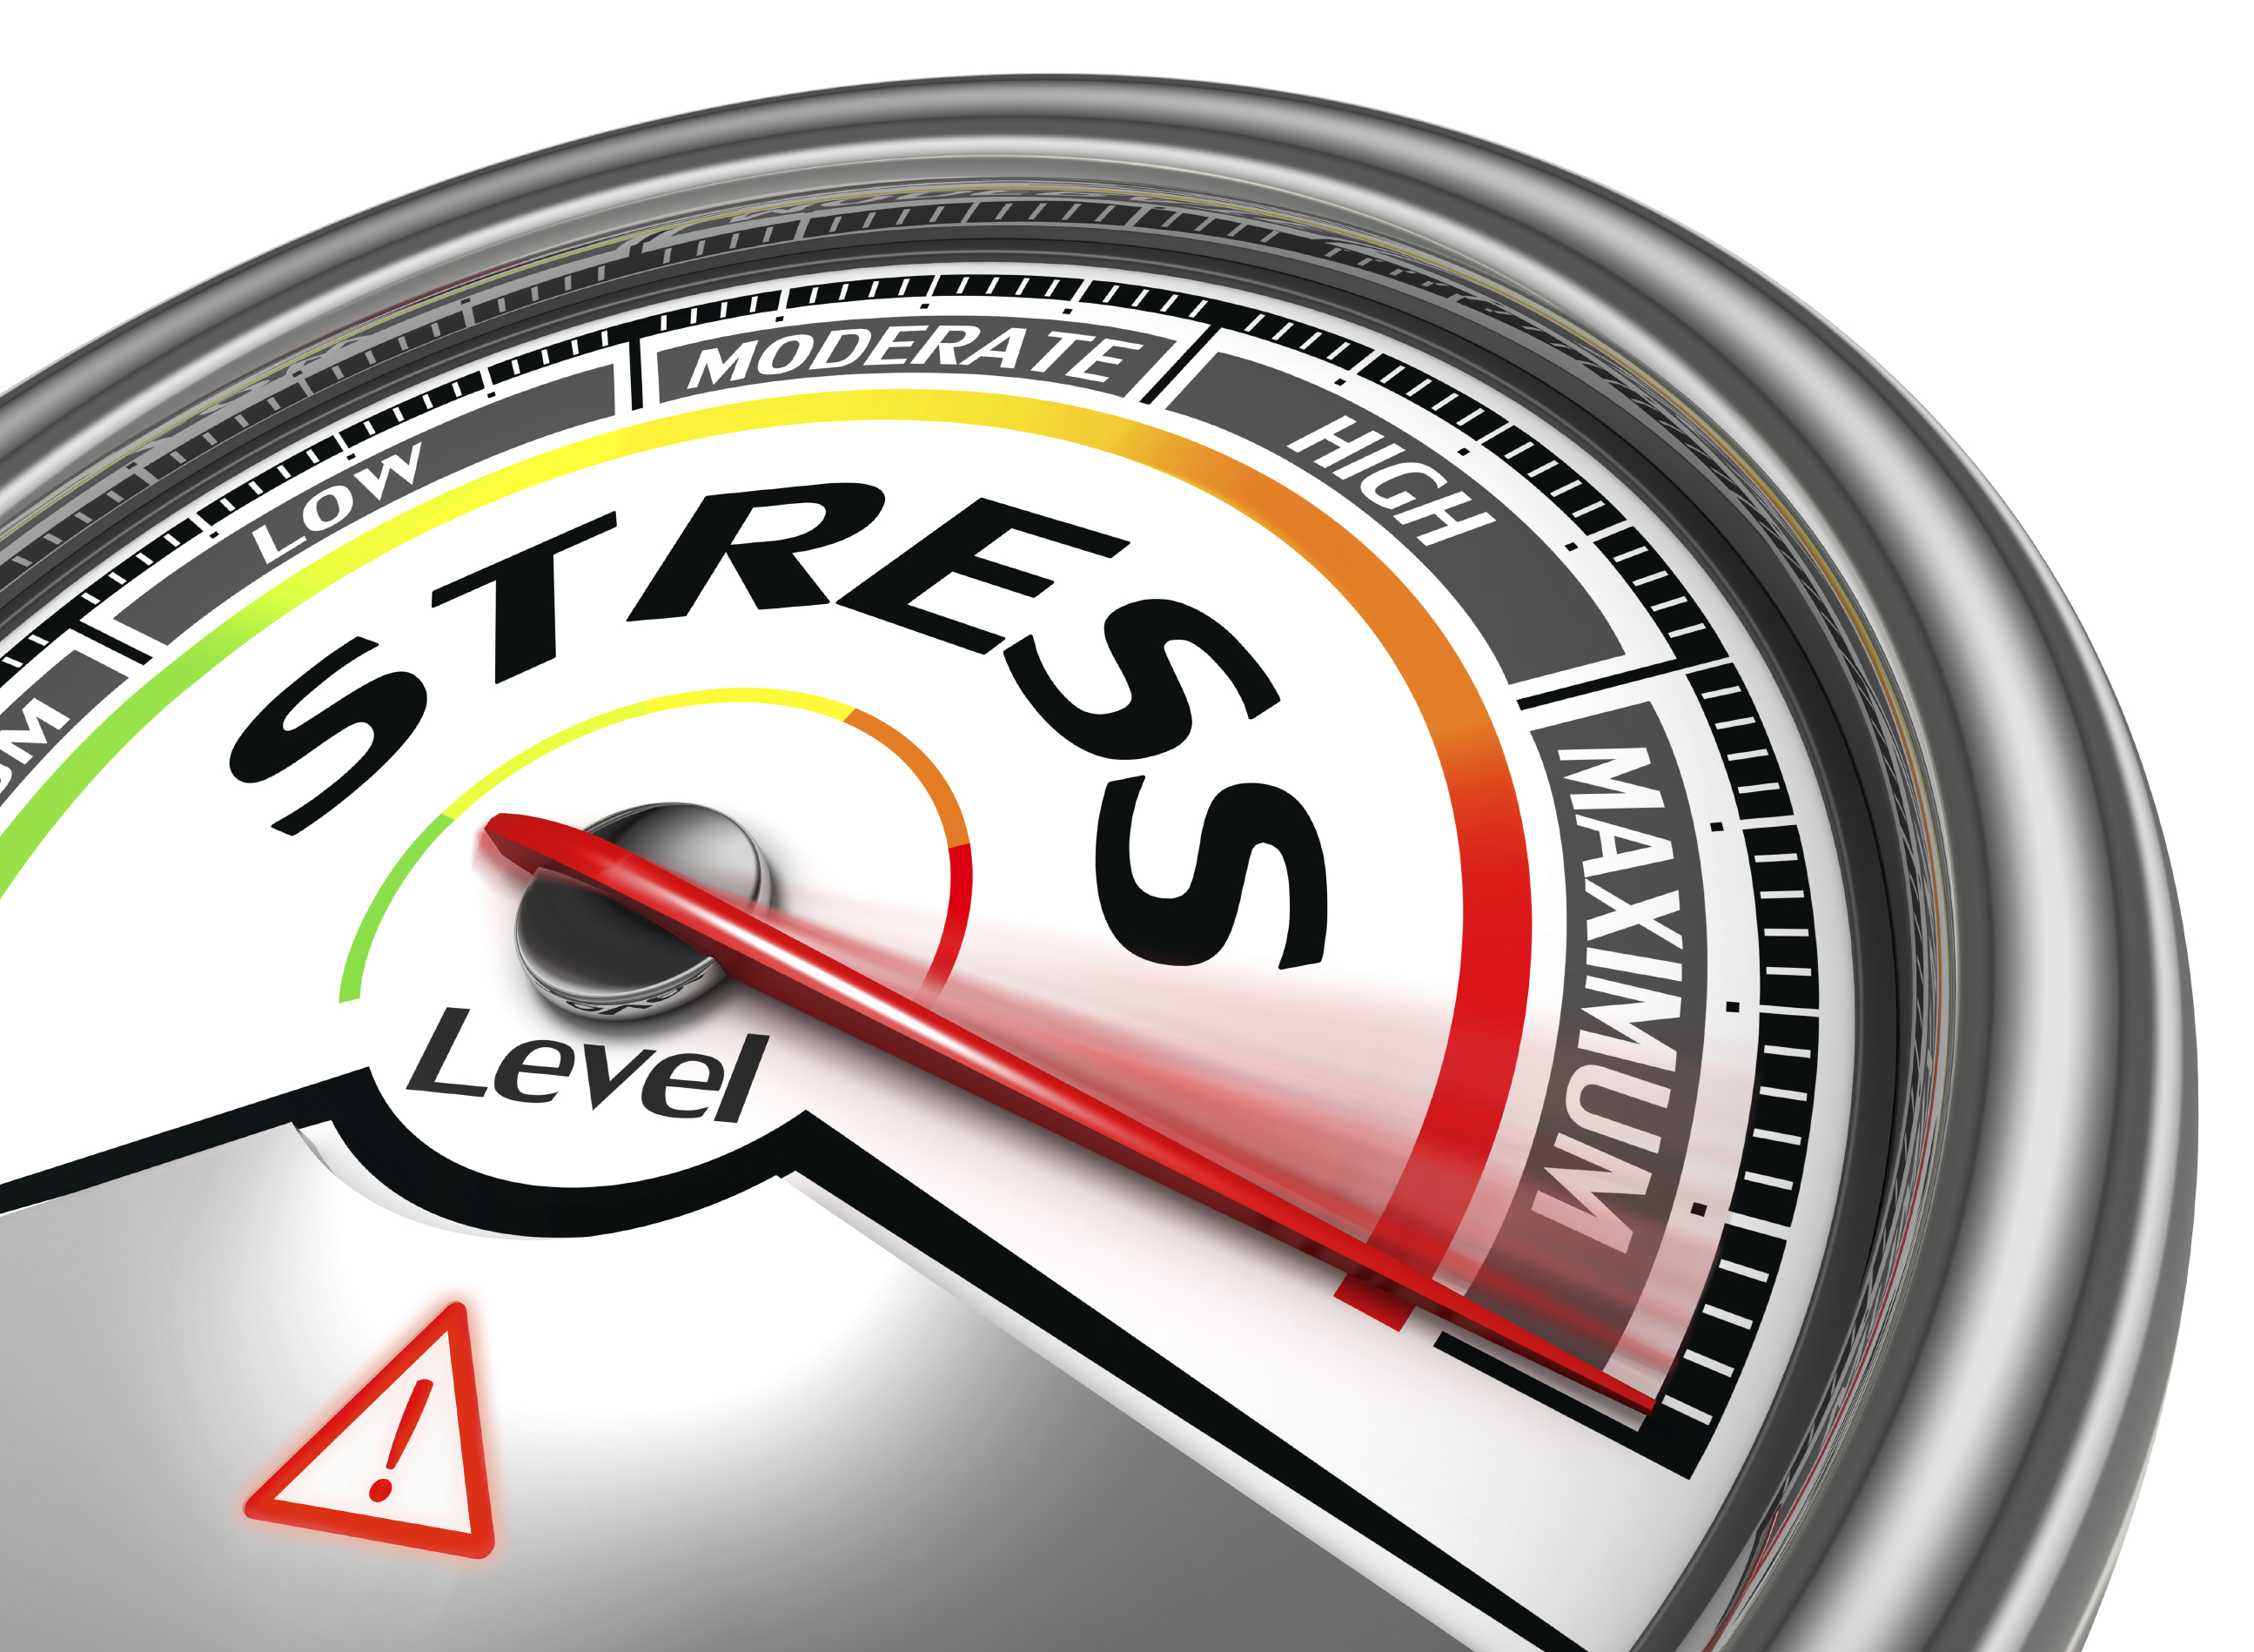 LOW
MODERATE
HIGH
MAXIMUM
STRESS
Level